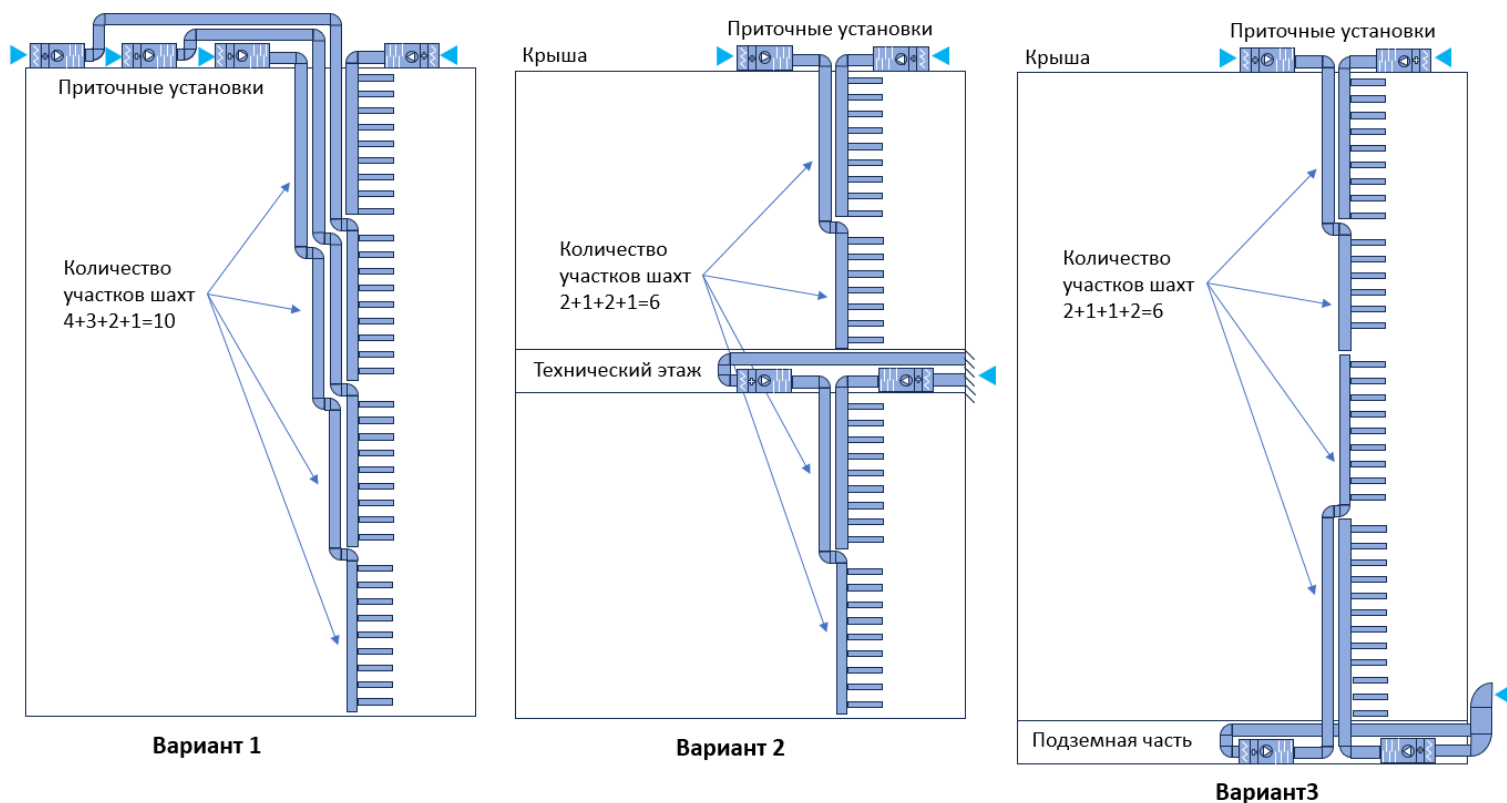 Приточные установки
Количество
участков шахт
4+3+2+1=10
Вариант 1
Крыша
Приточные установки
Количество
участков шахт
2+1+2+1=6
Технический этаж
Вариант 2
Крыша
Приточные установки
Количество
участков шахт
2+1+1+2=6
Подземная часть
Вариант3